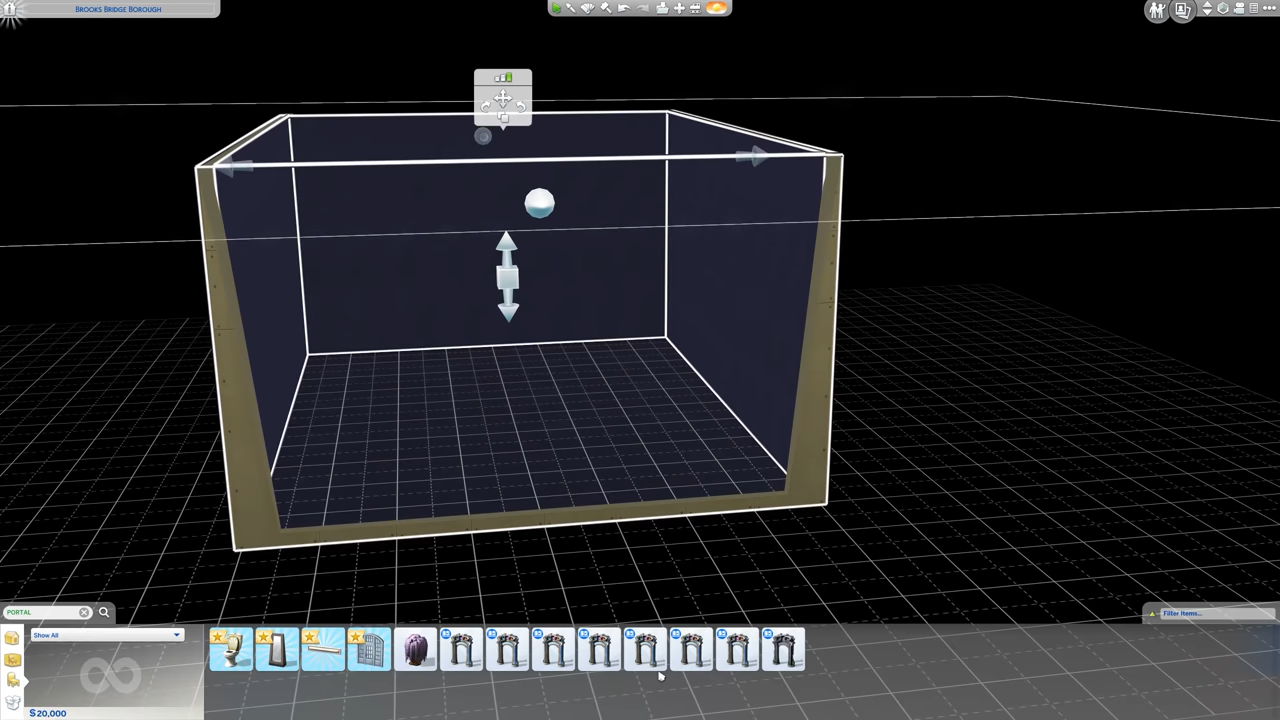 BROOKS BRIDGE BOROUGH
PORTAL
Filter Items...
Show All
§20,000